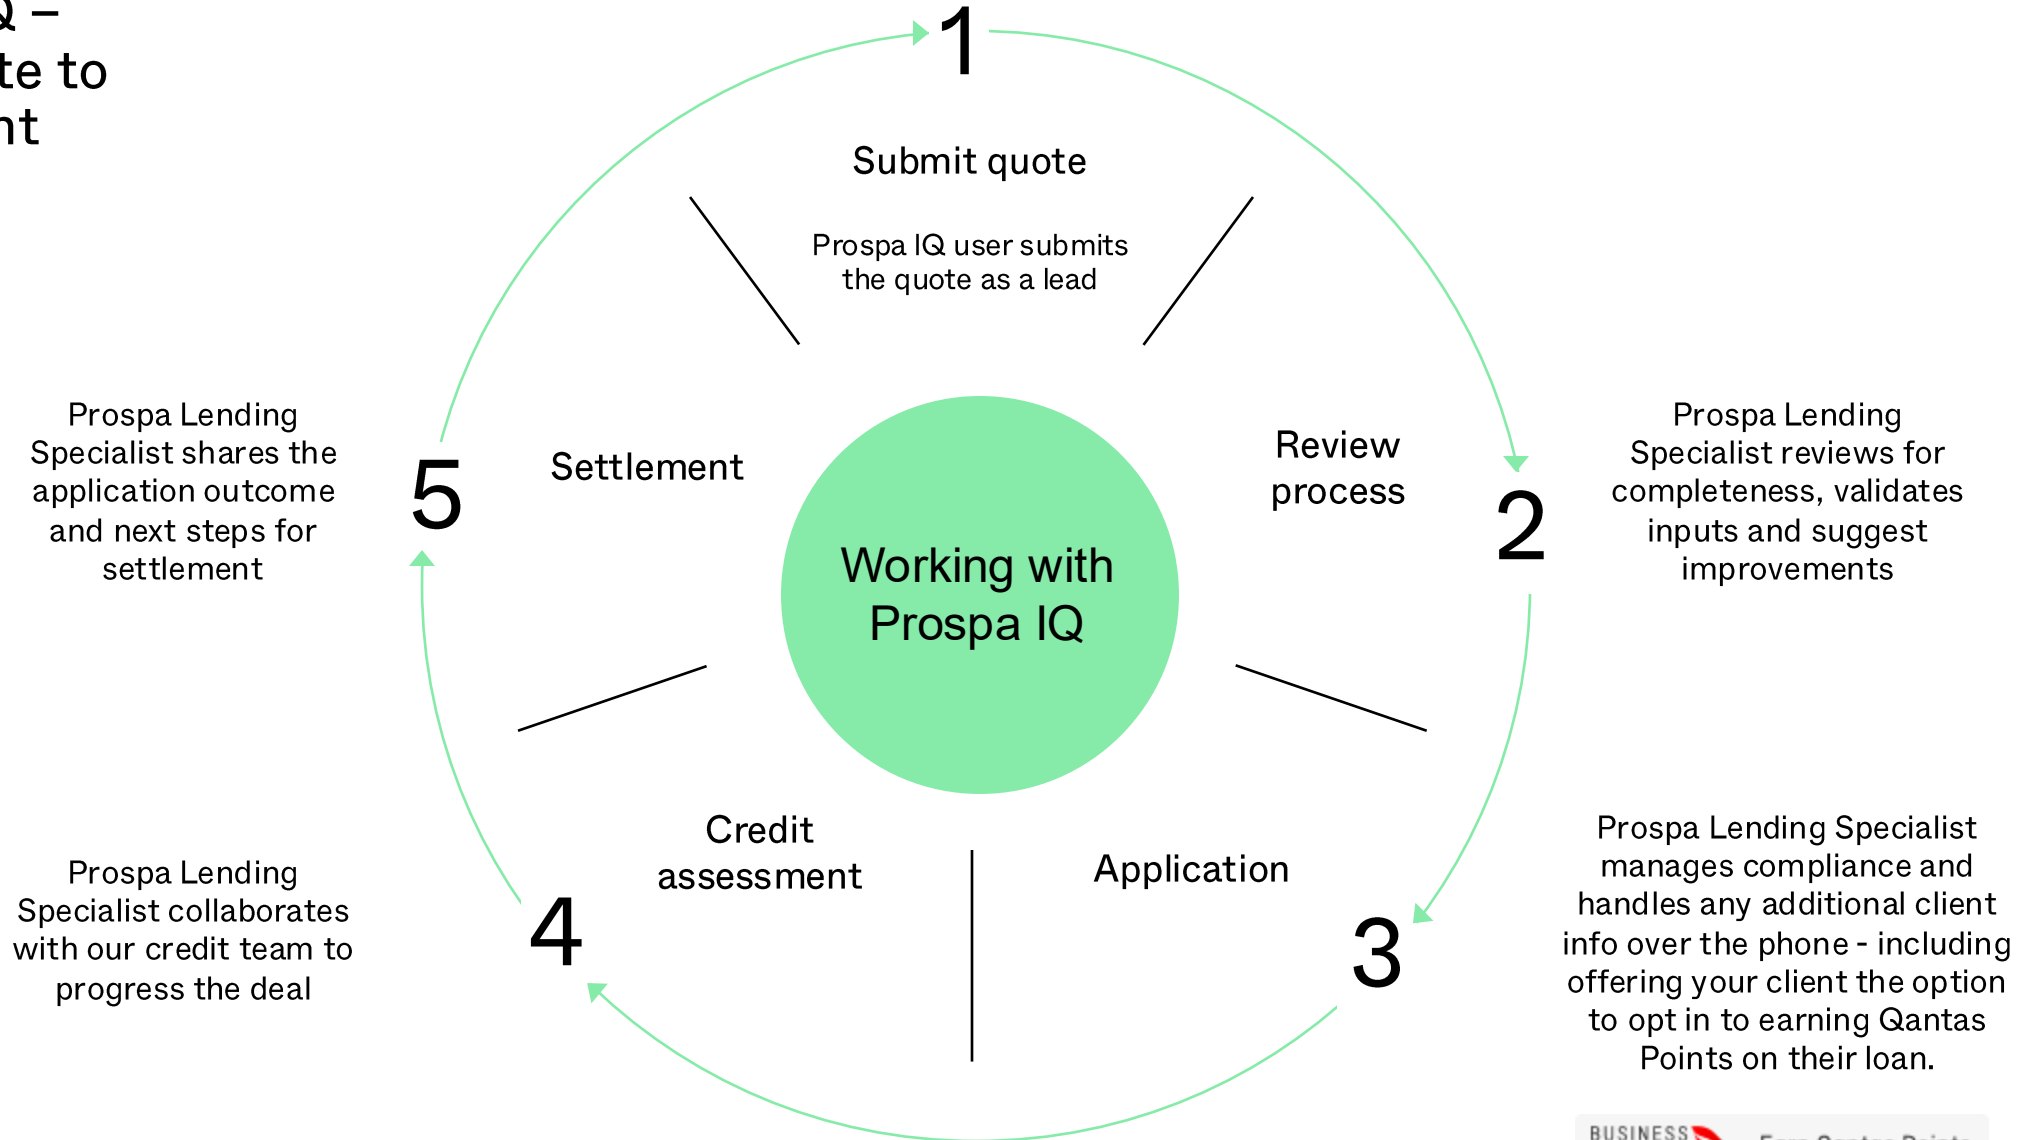 Q –
te to
nt
1
Submit quote
Prospa IQ user submits
the quote as a lead
Review
process
2
Prospa Lending
Specialist reviews for
completeness, validates
inputs and suggest
improvements
Application
3
Prospa Lending Specialist
manages compliance and
handles any additional client
info over the phone - including
offering your client the option
to opt in to earning Qantas
Points on their loan.
Credit
assessment
4
Prospa Lending
Specialist collaborates
with our credit team to
progress the deal
Settlement
5
Prospa Lending
Specialist shares the
application outcome
and next steps for
settlement
Working with
Prospa IQ
BUSINESS